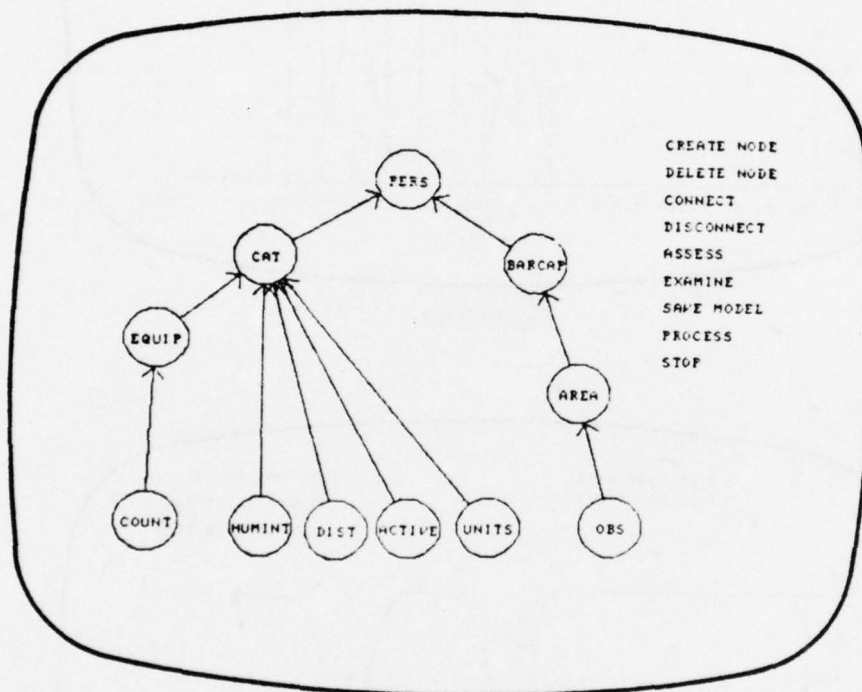 PERS
CAT
BARCAP
EQUIP
AREA
COUNT
HUMINT
DIST
ACTIVE
UNITS
OBS
CREATE NODE
DELETE NODE
CONNECT
DISCONNECT
ASSESS
EXAMINE
SAVE MODEL
PROCESS
STOP